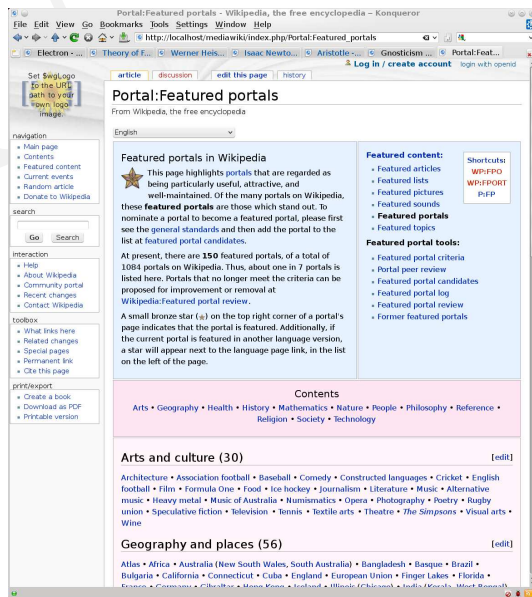 Portal:Featured portals – Wikipedia, the free encyclopedia – Konqueror
File Edit View Go Bookmarks Tools Settings Window Help
http://localhost/mediawiki/index.php/Portal:Featured_portals
Electron - ... Theory of F... Werner Heis... Isaac Newto... Aristotle -... Gnosticism ... Portal:Feat...
Log in / create account login with openid
Set $wgLogo
to the URL
path to your
own logo
image.
article discussion edit this page history
Portal:Featured portals
From Wikipedia, the free encyclopedia
English
navigation
Main page
Contents
Featured content
Current events
Random article
Donate to Wikipedia
search
Go Search
interaction
Help
About Wikipedia
Community portal
Recent changes
Contact Wikipedia
toolbox
What links here
Related changes
Special pages
Permanent link
Cite this page
print/export
Create a book
Download as PDF
Printable version
Featured portals in Wikipedia
This page highlights portals that are regarded as
being particularly useful, attractive, and
well-maintained. Of the many portals on Wikipedia,
these featured portals are those which stand out. To
nominate a portal to become a featured portal, please first
see the general standards and then add the portal to the
list at featured portal candidates.
At present, there are 150 featured portals, of a total of
1084 portals on Wikipedia. Thus, about one in 7 portals is
listed here. Portals that no longer meet the criteria can be
proposed for improvement or removal at
Wikipedia:Featured portal review.
A small bronze star ( ) on the top right corner of a portal's
page indicates that the portal is featured. Additionally, if
the current portal is featured in another language version,
a star will appear next to the language page link, in the list
on the left of the page.
Featured content:
Featured articles
Featured lists
Featured pictures
Featured sounds
Featured portals
Featured topics
Featured portal tools:
Featured portal criteria
Portal peer review
Featured portal candidates
Featured portal log
Featured portal review
Former featured portals
Shortcuts:
WP:FPO
WP:FPORT
P:FP
Contents
Arts • Geography • Health • History • Mathematics • Nature • People • Philosophy • Reference •
Religion • Society • Technology
Arts and culture (30) [edit]
Architecture • Association football • Baseball • Comedy • Constructed languages • Cricket • English
football • Film • Formula One • Food • Ice hockey • Journalism • Literature • Music • Alternative
music • Heavy metal • Music of Australia • Numismatics • Opera • Photography • Poetry • Rugby
union • Speculative fiction • Television • Tennis • Textile arts • Theatre • The Simpsons • Visual arts •
Wine
Geography and places (56) [edit]
Atlas • Africa • Australia (New South Wales, South Australia) • Bangladesh • Basque • Brazil •
Bulgaria • California • Connecticut • Cuba • England • European Union • Finger Lakes • Florida •
France • Germany • Gibraltar • Hong Kong • Iceland • Illinois (Chicago) • India (Kerala, West Bengal)